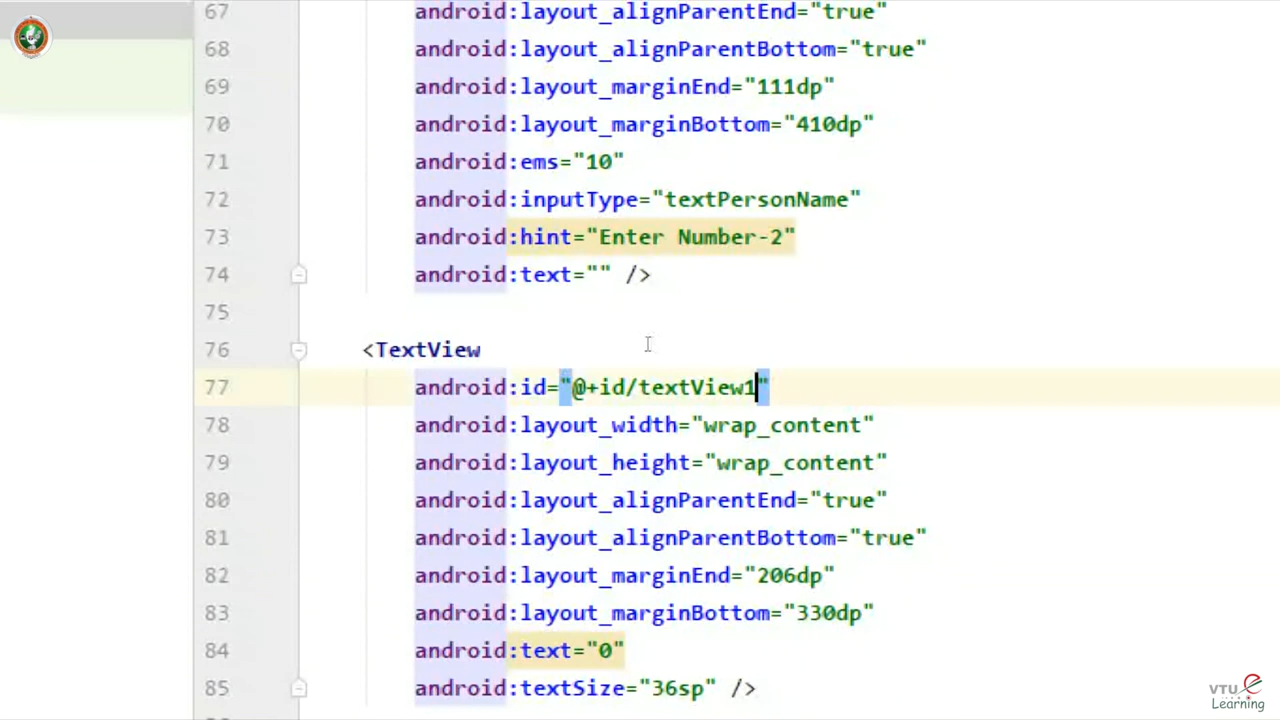 67 android:layout_alignParentEnd="true"
68 android:layout_alignParentBottom="true"
69 android:layout_marginEnd="111dp"
70 android:layout_marginBottom="410dp"
71 android:ems="10"
72 android:inputType="textPersonName"
73 android:hint="Enter Number-2"
74 android:text="" />
75
76 <TextView
77 android:id="@+id/textView1"
78 android:layout_width="wrap_content"
79 android:layout_height="wrap_content"
80 android:layout_alignParentEnd="true"
81 android:layout_alignParentBottom="true"
82 android:layout_marginEnd="206dp"
83 android:layout_marginBottom="330dp"
84 android:text="0"
85 android:textSize="36sp" />
VTU e
Learning